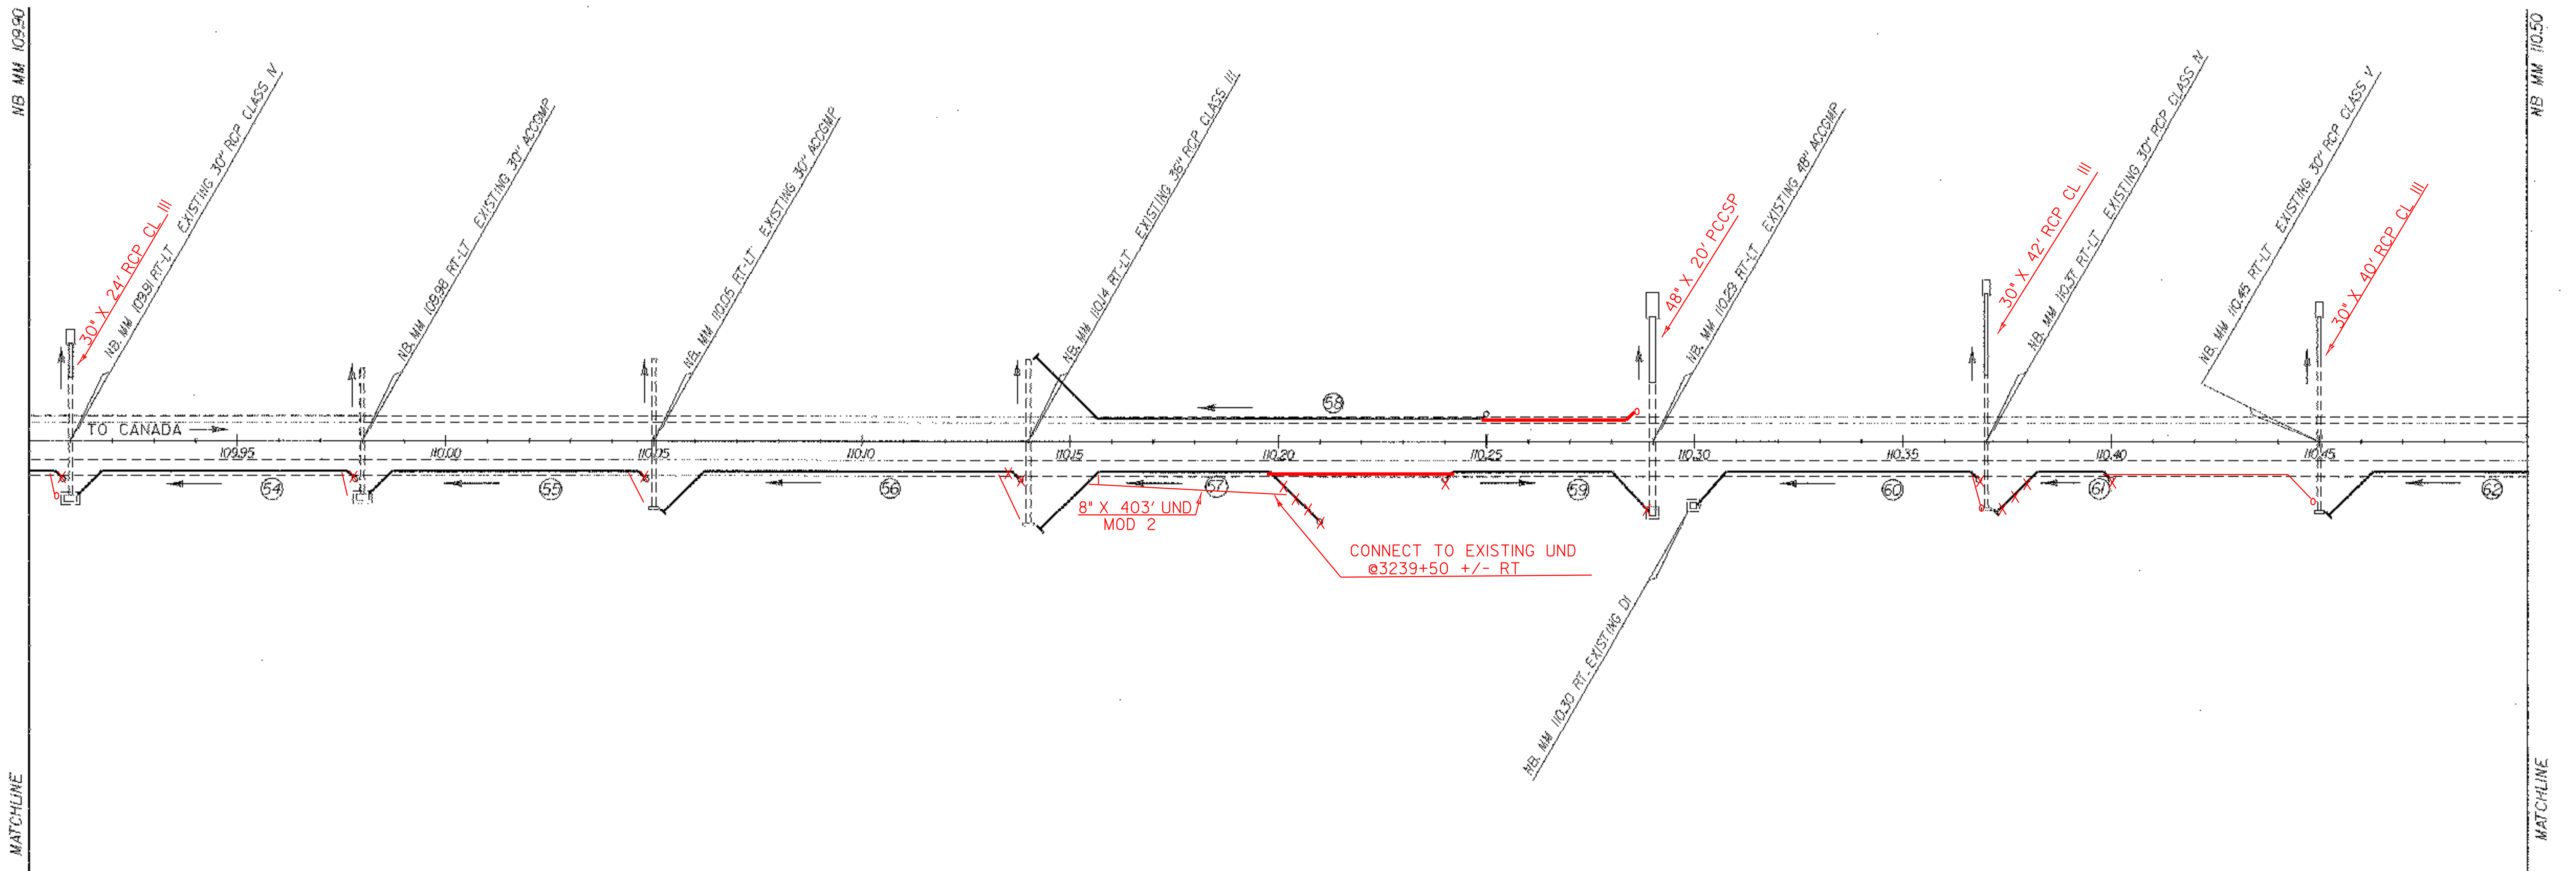 NB MM 109.90
NB MM 110.50
NB. MM 109.91 RT-LT EXISTING 30" RCP CLASS IV
30" X 24' RCP CL III
NB. MM 109.98 RT-LT EXISTING 30" ACCGMP
NB. MM 110.05 RT-LT EXISTING 30" ACCGMP
NB. MM 110.14 RT-LT EXISTING 36" RCP CLASS III
48" X 20' PCCSP
NB. MM 110.29 RT-LT EXISTING 48" ACCGMP
30" X 42' RCP CL III
NB. MM 110.37 RT-LT EXISTING 30" RCP CLASS IV
NB. MM 110.45 RT-LT EXISTING 30" RCP CLASS V
30" X 40' RCP CL III
58
TO CANADA
109.95
110.00
110.05
110.10
110.15
110.20
110.25
110.30
110.35
110.40
110.45
54
55
56
57
59
60
61
62
8" X 403' UND
MOD 2
CONNECT TO EXISTING UND
@3239+50 +/- RT
NB. MM 110.30 RT. EXISTING DI
MATCHLINE
MATCHLINE